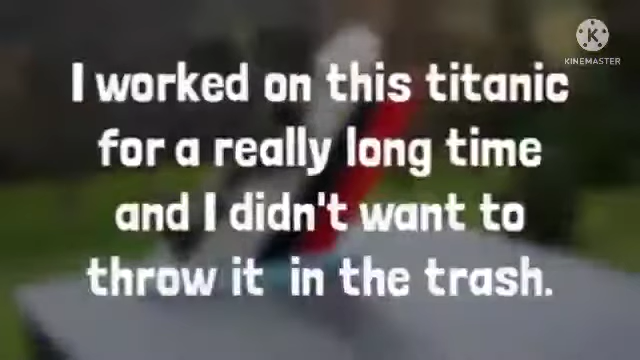 KINEMASTER
I worked on this titanic
for a really long time
and I didn't want to
throw it in the trash.